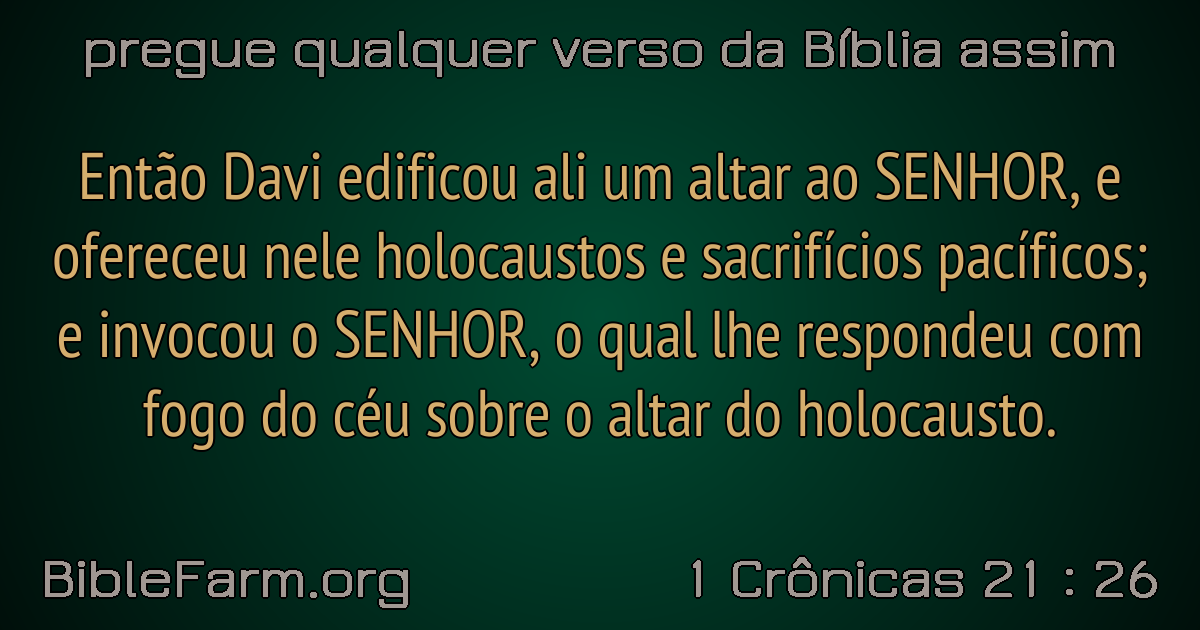 pregue qualquer verso da Bíblia assim
Então Davi edificou ali um altar ao SENHOR, e
ofereceu nele holocaustos e sacrifícios pacíficos;
e invocou o SENHOR, o qual lhe respondeu com
fogo do céu sobre o altar do holocausto.
BibleFarm.org
1 Crônicas 21 : 26